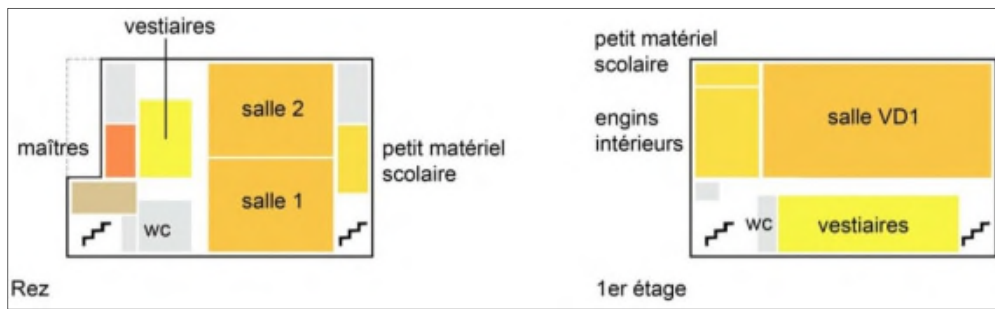 vestiaires
salle 2
maîtres
petit matériel
scolaire
salle 1
wc
Rez
petit matériel
scolaire
salle VD1
engins
intérieurs
wc
vestiaires
1er étage